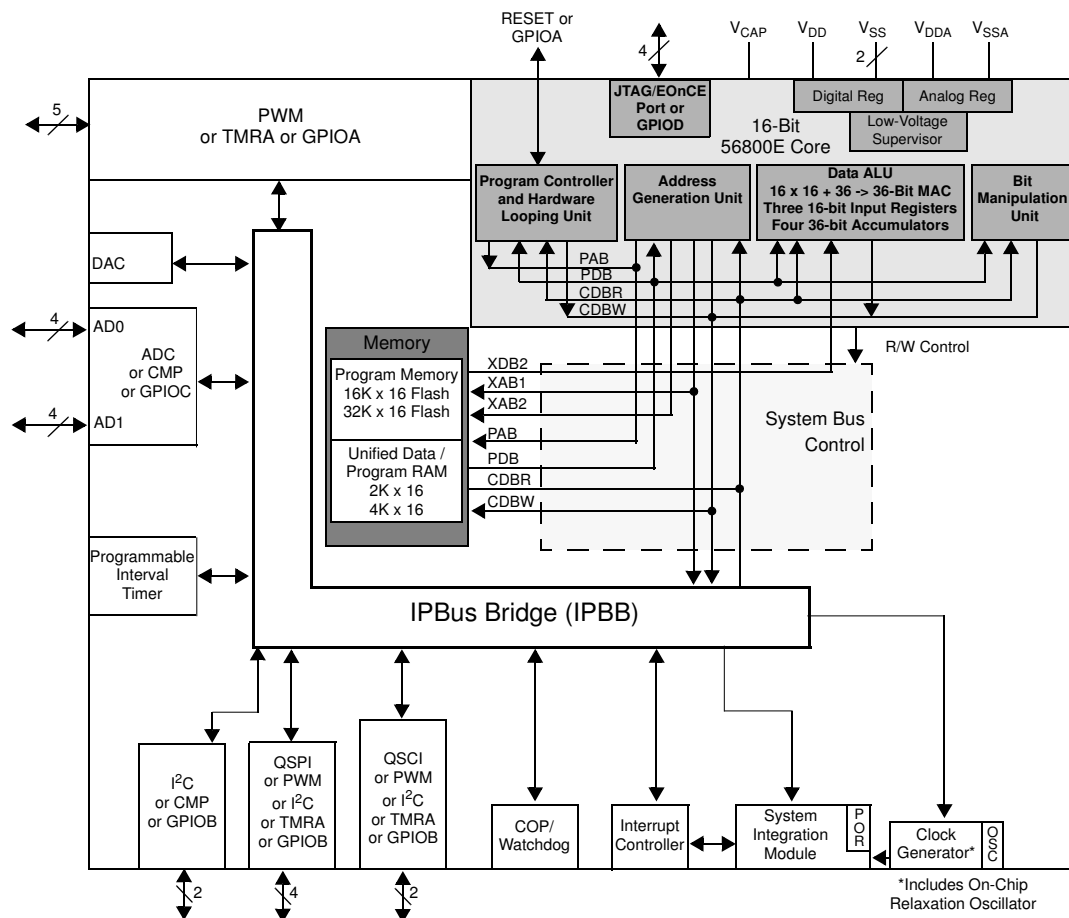 RESET or
GPIOA
4
VCAP
VDD
VSS
2
VDDA
VSSA
5
PWM
or TMRA or GPIOA
JTAG/EOnCE
Port or
GPIOD
Digital Reg
Analog Reg
Low-Voltage
Supervisor
16-Bit
56800E Core
Program Controller
and Hardware
Looping Unit
Address
Generation Unit
Data ALU
16 x 16 + 36 -> 36-Bit MAC
Three 16-bit Input Registers
Four 36-bit Accumulators
Bit
Manipulation
Unit
PAB
PDB
CDBR
CDBW
DAC
4
AD0
ADC
or CMP
or GPIOC
4
AD1
Memory
Program Memory
16K x 16 Flash
32K x 16 Flash
Unified Data /
Program RAM
2K x 16
4K x 16
XDB2
XAB1
XAB2
PAB
PDB
CDBR
CDBW
R/W Control
System Bus
Control
Programmable
Interval
Timer
IPBus Bridge (IPBB)
I2C
or CMP
or GPIOB
2
QSPI
or PWM
or I2C
or TMRA
or GPIOB
4
QSCI
or PWM
or I2C
or TMRA
or GPIOB
2
COP/
Watchdog
Interrupt
Controller
System
Integration
Module
POR
Clock
Generator*
OSC
*Includes On-Chip
Relaxation Oscillator